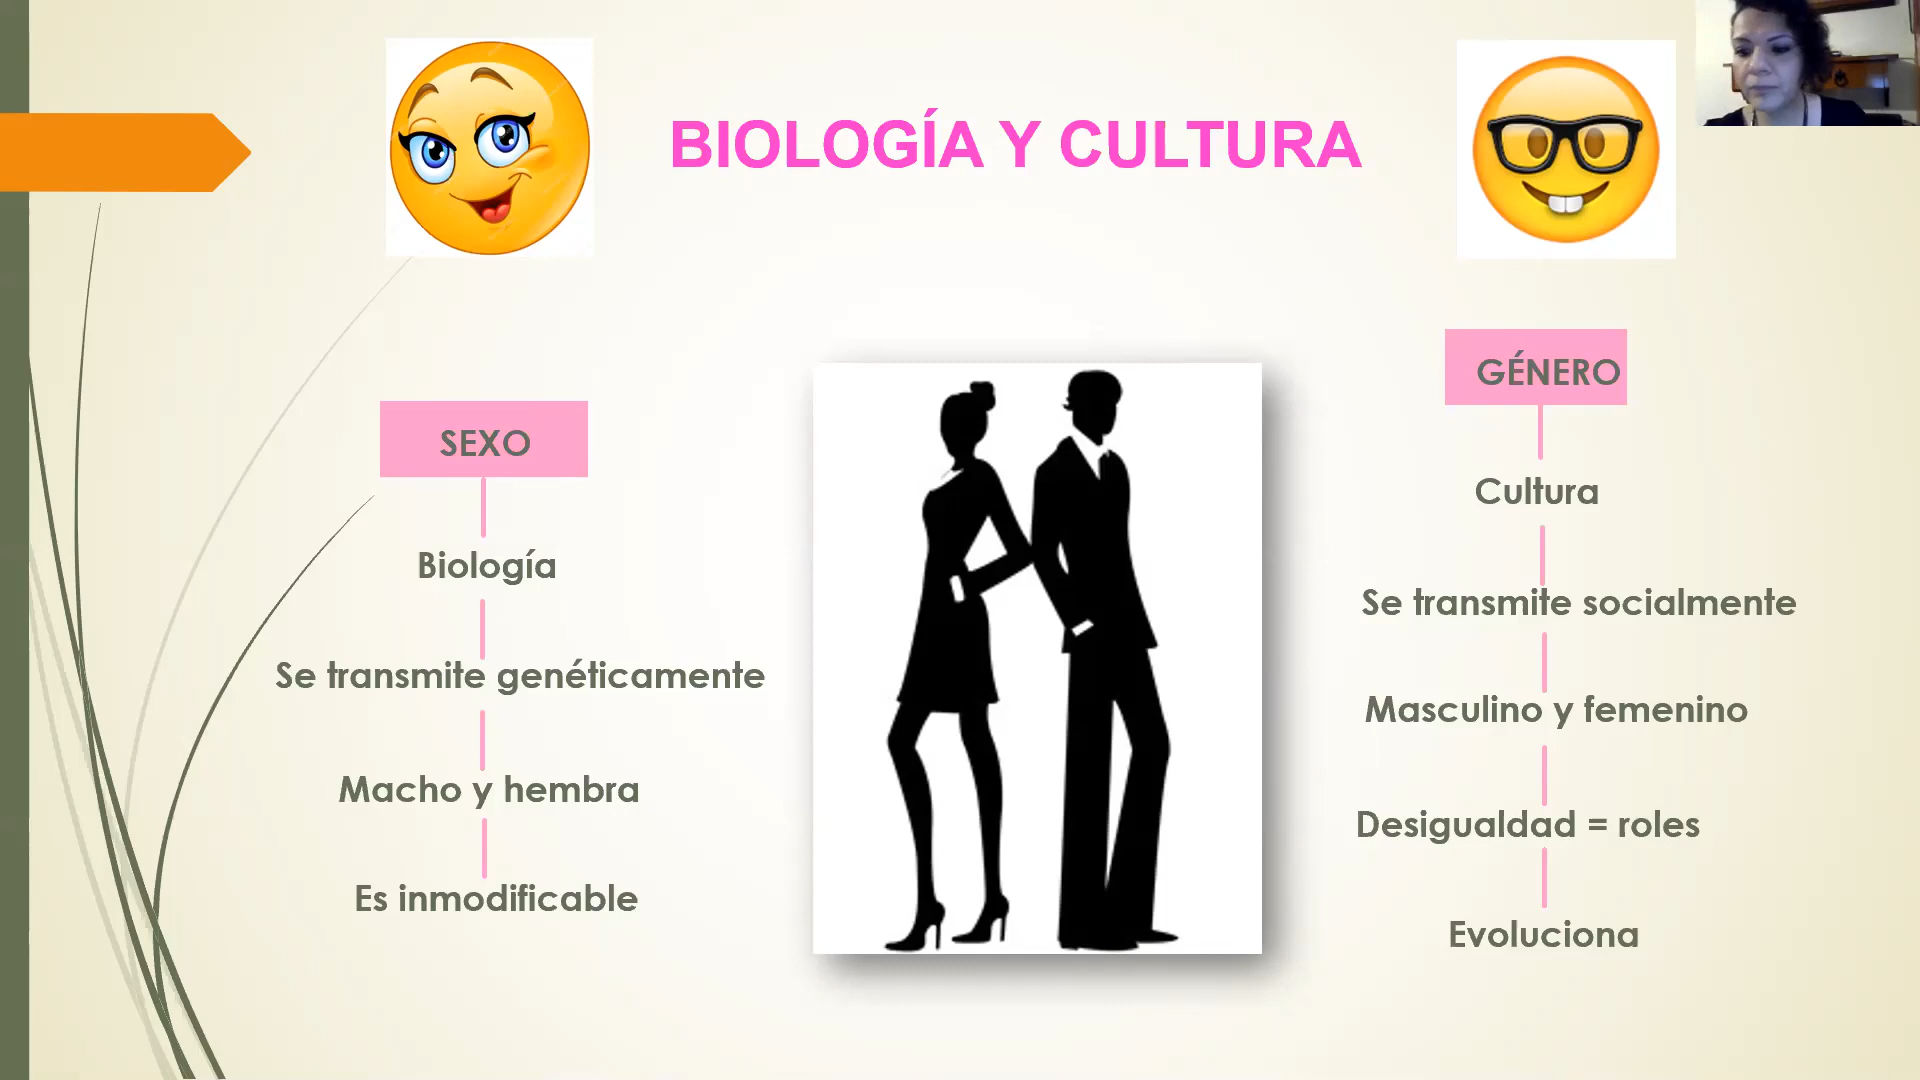 BIOLOGÍA Y CULTURA
SEXO
Biología
Se transmite genéticamente
Macho y hembra
Es inmodificable
GÉNERO
Cultura
Se transmite socialmente
Masculino y femenino
Desigualdad = roles
Evoluciona